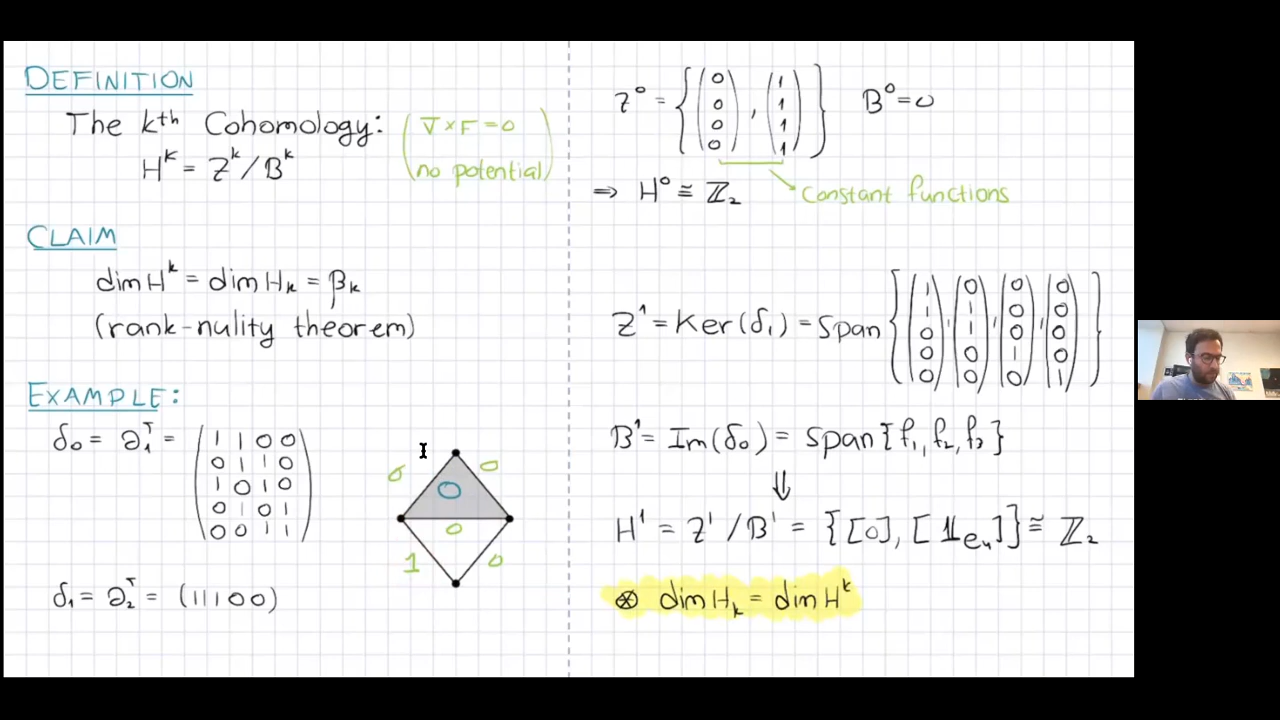 DEFINITION
The kth Cohomology:
H^k = Z^k / B^k
( ∇×F = 0
no potential )
CLAIM
dim H^k = dim H_k = β_k
(rank-nulity theorem)
EXAMPLE:
δ₀ = ∂₁ᵀ =
1 1 0 0
0 1 1 0
1 0 1 0
0 1 0 1
0 0 1 1
0 0
0
0
1 0
δ₁ = ∂₂ᵀ = (1 1 1 0 0)
Z⁰ = { (0 0 0 0) , (1 1 1 1) } B⁰ = 0
Constant functions
⇒ H⁰ ≅ ℤ₂
Z¹ = Ker(δ₁) = Span { (1 1 0 0 0), (0 1 1 0 0), (0 0 0 1 0), (0 0 0 0 1) }
B¹ = Im(δ₀) = Span{f₁, f₂, f₃}
⇓
H¹ = Z¹ / B¹ = {[0], [𝟙_e₄]} ≅ ℤ₂
⊛ dim H_k = dim H^k